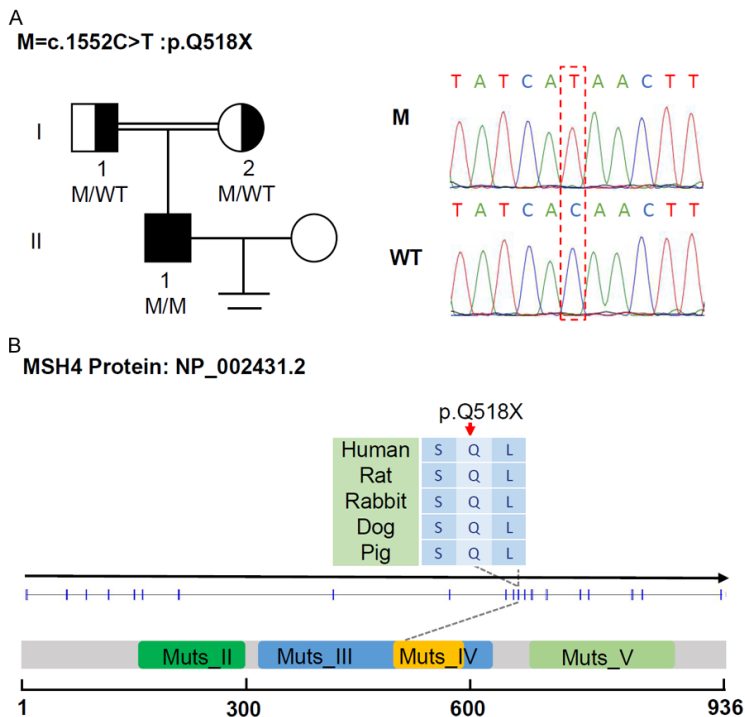 A
M=c.1552C>T :p.Q518X
I
1
2
M/WT
M/WT
II
1
M/M
T A T C A T A A C T T
M
T A T C A C A A C T T
WT
B
MSH4 Protein: NP_002431.2
p.Q518X
Human S Q L
Rat S Q L
Rabbit S Q L
Dog S Q L
Pig S Q L
Muts_II Muts_III Muts_IV Muts_V
1 300 600 936